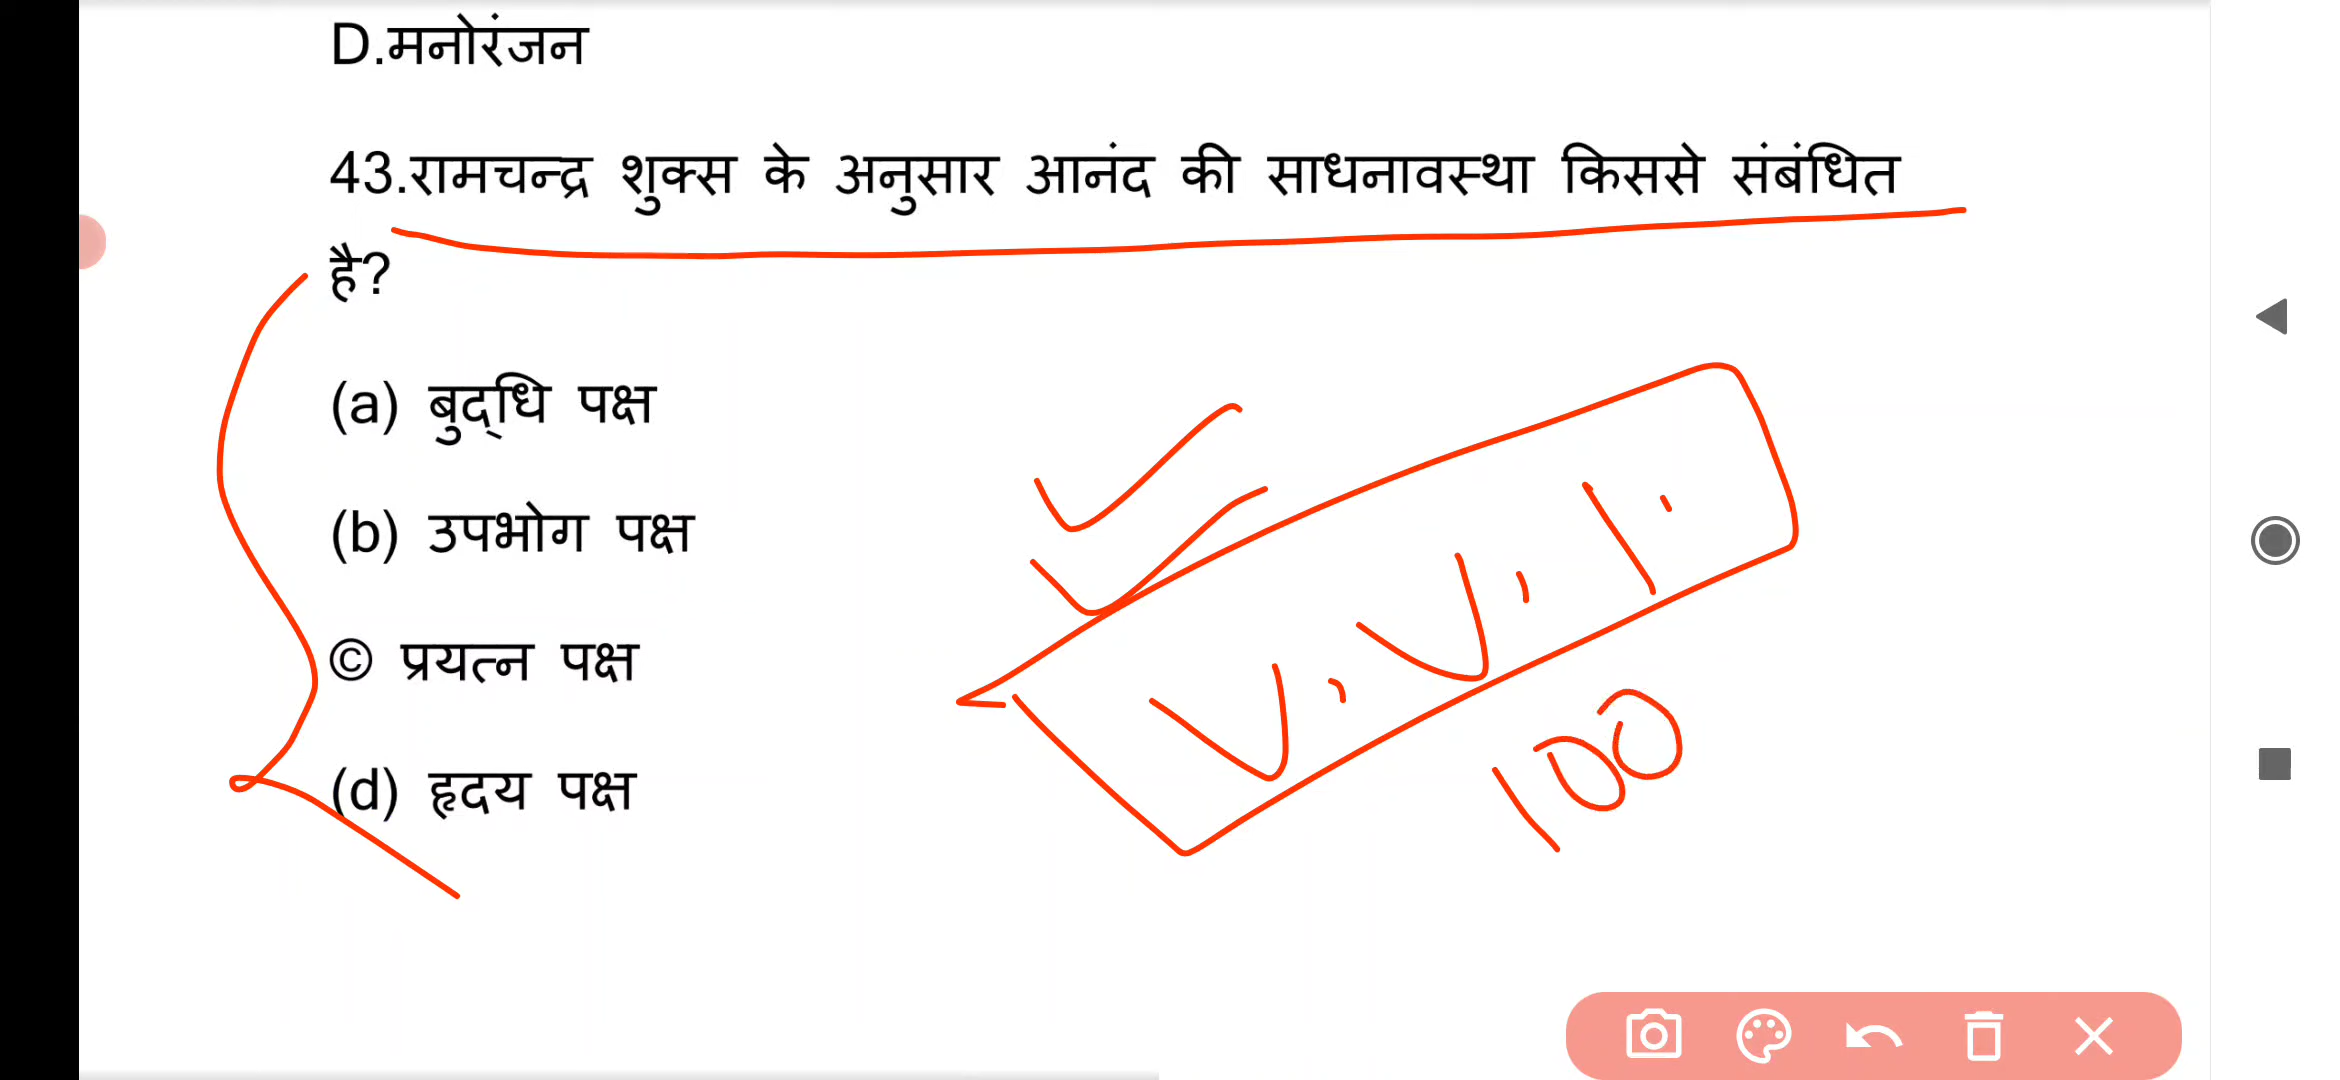 D.मनोरंजन
43.रामचन्द्र शुक्स के अनुसार आनंद की साधनावस्था किससे संबंधित
है?
(a) बुद्‌धि पक्ष
(b) उपभोग पक्ष
© प्रयत्न पक्ष
(d) हृदय पक्ष
V. V. I.
100